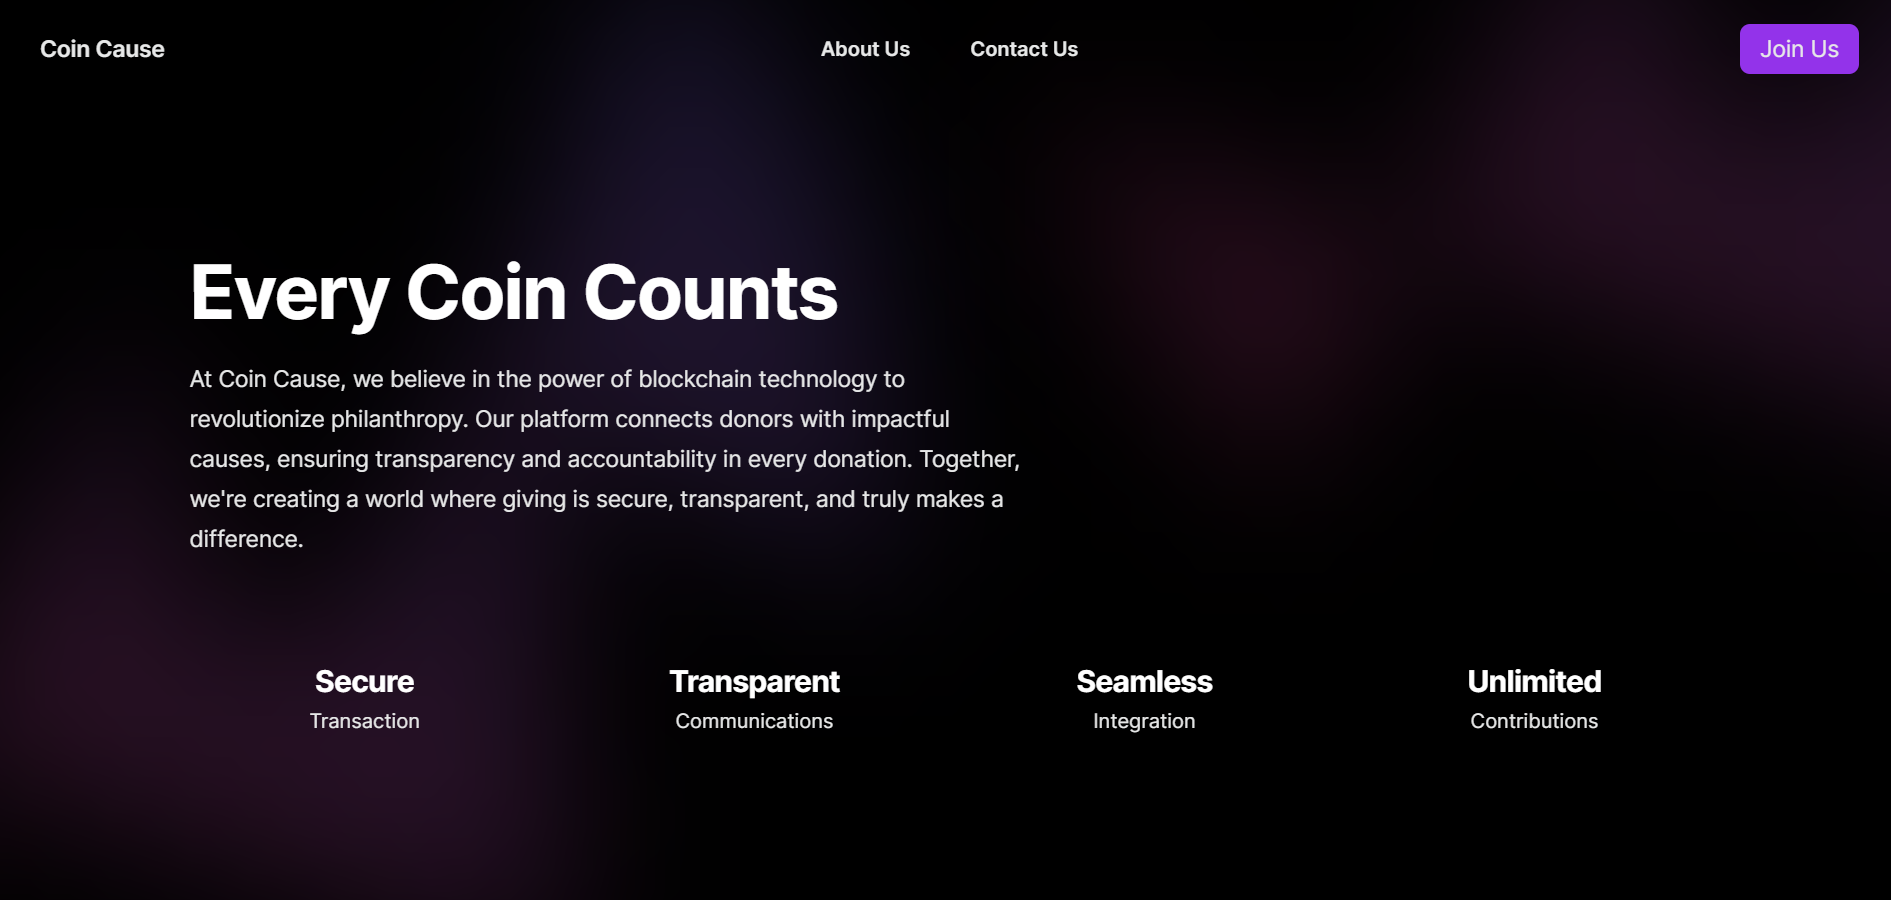 Coin Cause
About Us
Contact Us
Join Us
Every Coin Counts
At Coin Cause, we believe in the power of blockchain technology to
revolutionize philanthropy. Our platform connects donors with impactful
causes, ensuring transparency and accountability in every donation. Together,
we're creating a world where giving is secure, transparent, and truly makes a
difference.
Secure
Transaction
Transparent
Communications
Seamless
Integration
Unlimited
Contributions